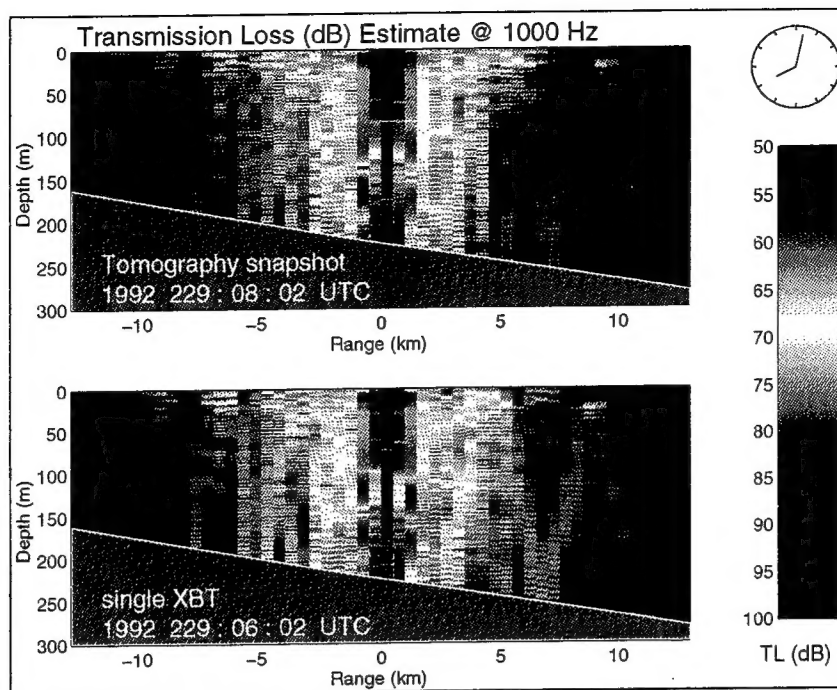 Transmission Loss (dB) Estimate @ 1000 Hz
0
50
100
150
200
250
300
Depth (m)
Tomography snapshot
1992 229 : 08 : 02 UTC
−10 −5 0 5 10
Range (km)
0
50
100
150
200
250
300
Depth (m)
single XBT
1992 229 : 06 : 02 UTC
−10 −5 0 5 10
Range (km)
50
55
60
65
70
75
80
85
90
95
100
TL (dB)